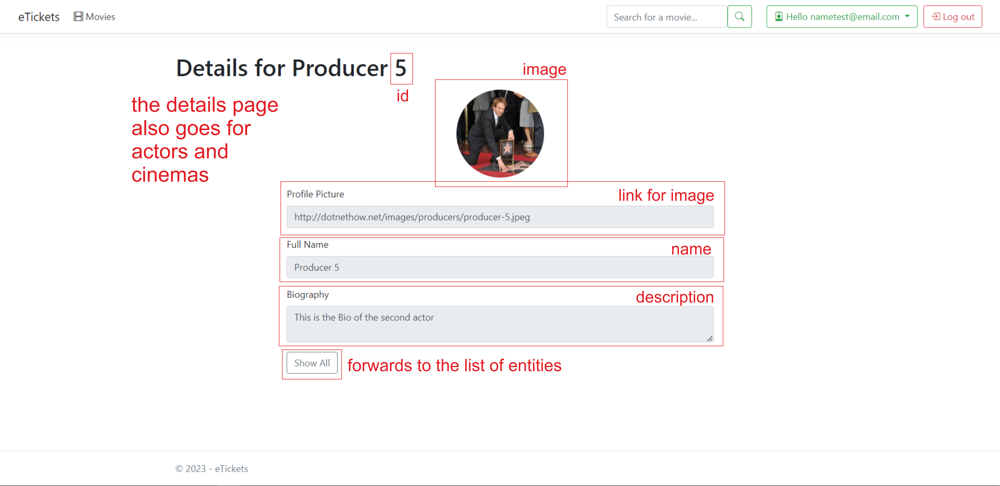 eTickets Movies Search for a movie... Hello nametest@email.com Log out
Details for Producer 5
id
image
the details page
also goes for
actors and
cinemas
Profile Picture
link for image
http://dotnethow.net/images/producers/producer-5.jpeg
Full Name
name
Producer 5
Biography
description
This is the Bio of the second actor
Show All
forwards to the list of entities
© 2023 - eTickets